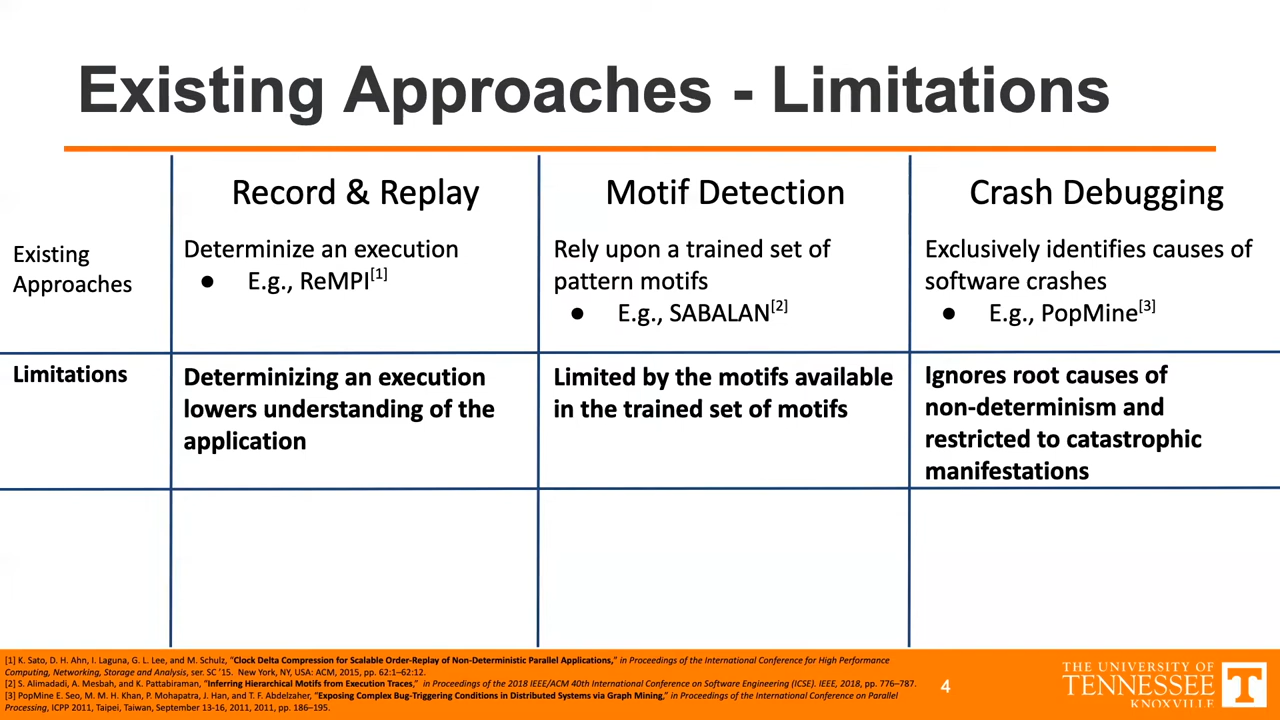 Existing Approaches - Limitations
Record & Replay
Motif Detection
Crash Debugging
Existing
Approaches
Determinize an execution
● E.g., ReMPI[1]
Rely upon a trained set of
pattern motifs
● E.g., SABALAN[2]
Exclusively identifies causes of
software crashes
● E.g., PopMine[3]
Limitations
Determinizing an execution
lowers understanding of the
application
Limited by the motifs available
in the trained set of motifs
Ignores root causes of
non-determinism and
restricted to catastrophic
manifestations
[1] K. Sato, D. H. Ahn, I. Laguna, G. L. Lee, and M. Schulz, “Clock Delta Compression for Scalable Order-Replay of Non-Deterministic Parallel Applications,” in Proceedings of the International Conference for High Performance
Computing, Networking, Storage and Analysis, ser. SC ’15. New York, NY, USA: ACM, 2015, pp. 62:1–62:12.
[2] S. Alimadadi, A. Mesbah, and K. Pattabiraman, “Inferring Hierarchical Motifs from Execution Traces,” in Proceedings of the 2018 IEEE/ACM 40th International Conference on Software Engineering (ICSE). IEEE, 2018, pp. 776–787.
[3] PopMine E. Seo, M. M. H. Khan, P. Mohapatra, J. Han, and T. F. Abdelzaher, “Exposing Complex Bug-Triggering Conditions in Distributed Systems via Graph Mining,” in Proceedings of the International Conference on Parallel
Processing, ICPP 2011, Taipei, Taiwan, September 13-16, 2011, 2011, pp. 186–195.
4
THE UNIVERSITY OF
TENNESSEE
KNOXVILLE
T